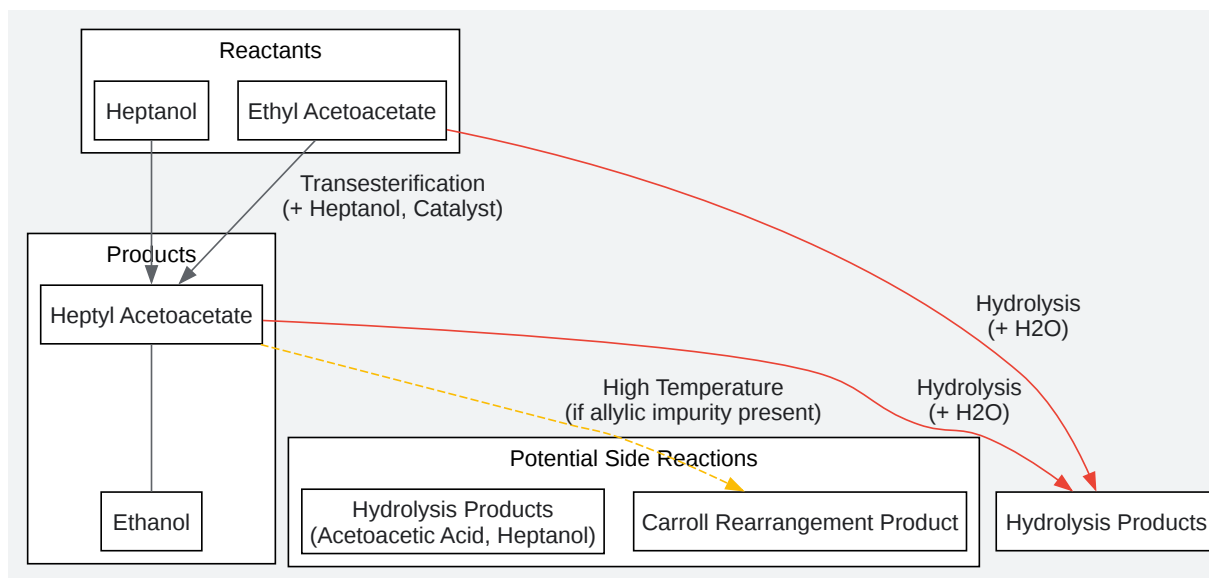 Reactants
Heptanol
Ethyl Acetoacetate
Transesterification
(+ Heptanol, Catalyst)
Products
Heptyl Acetoacetate
Hydrolysis
(+ H2O)
High Temperature
(if allylic impurity present)
Hydrolysis
(+ H2O)
Potential Side Reactions
Ethanol
Hydrolysis Products
(Acetoacetic Acid, Heptanol)
Carroll Rearrangement Product
Hydrolysis Products